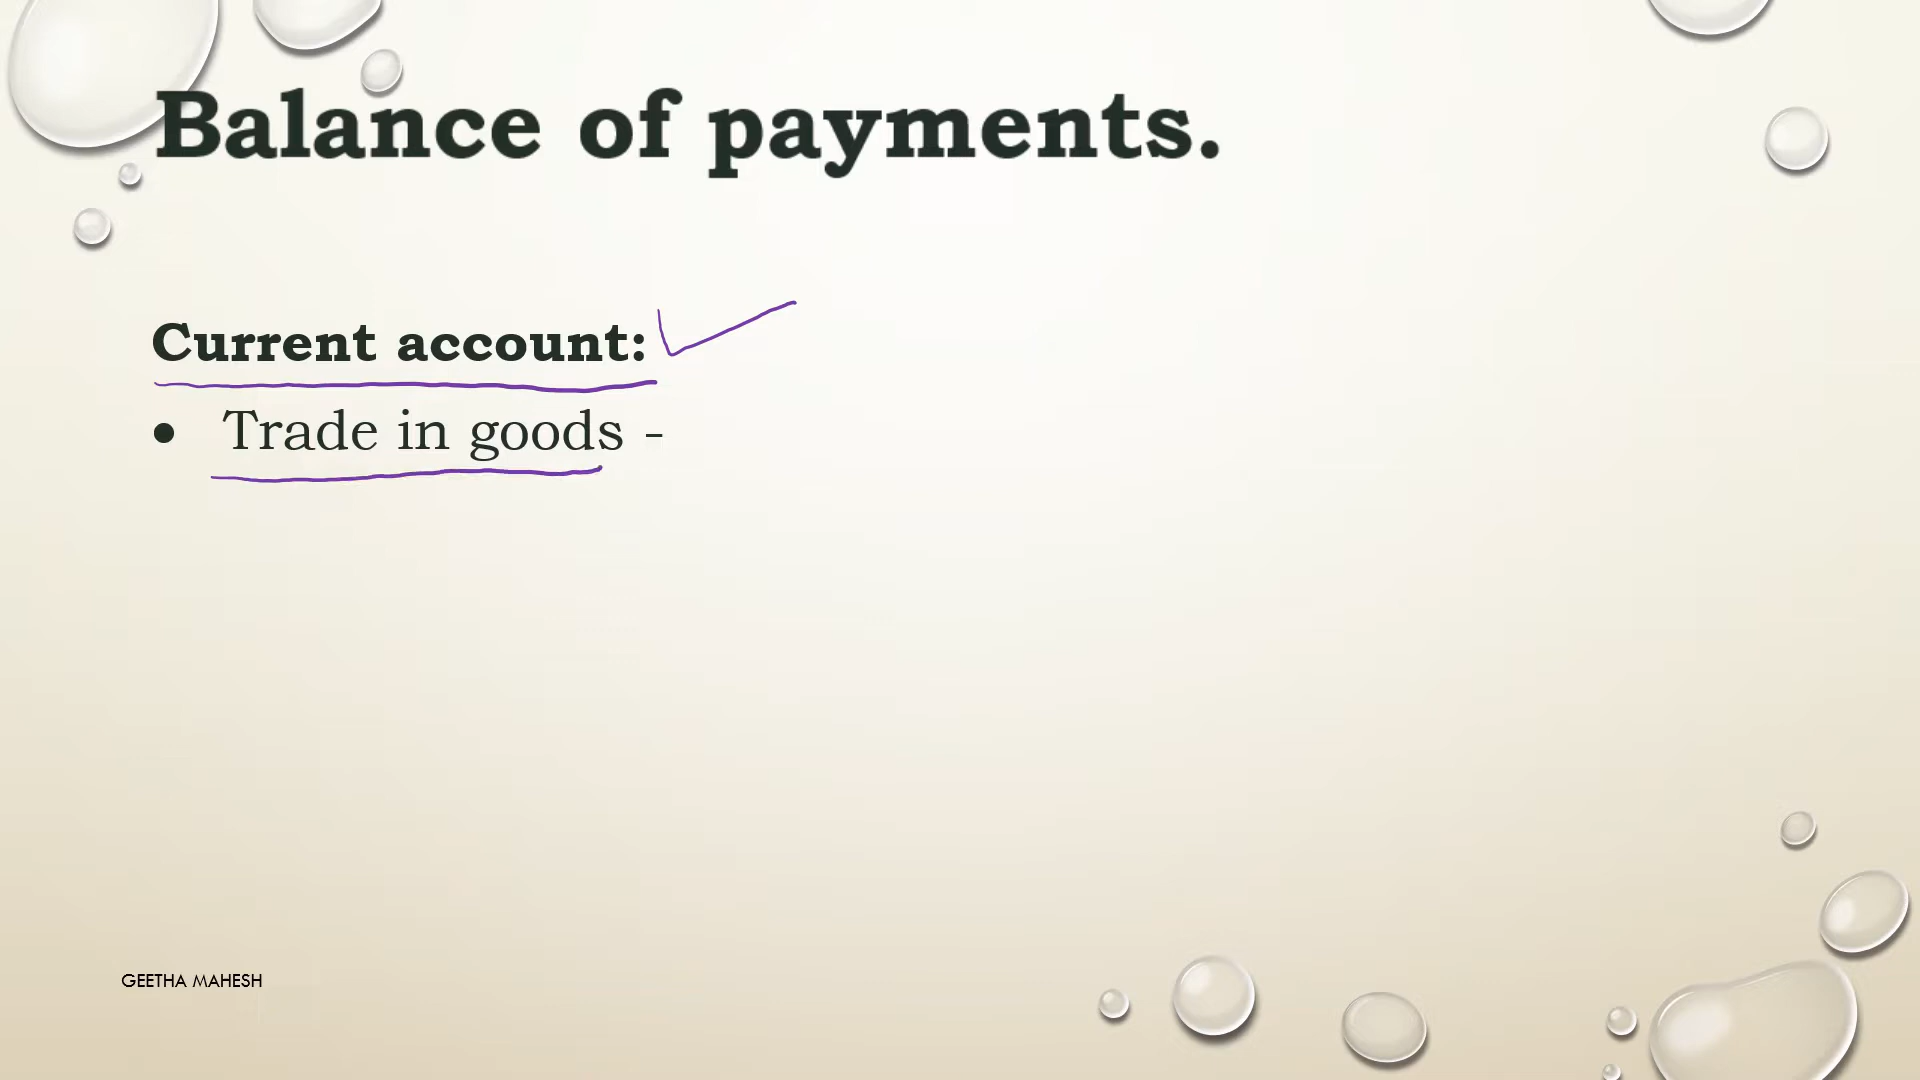 Balance of payments.
Current account:
• Trade in goods -
GEETHA MAHESH